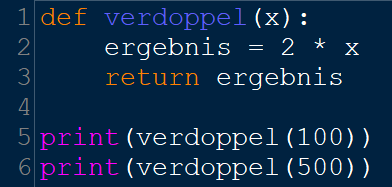 1 def verdoppel(x):
2     ergebnis = 2 * x
3     return ergebnis
4
5 print(verdoppel(100))
6 print(verdoppel(500))